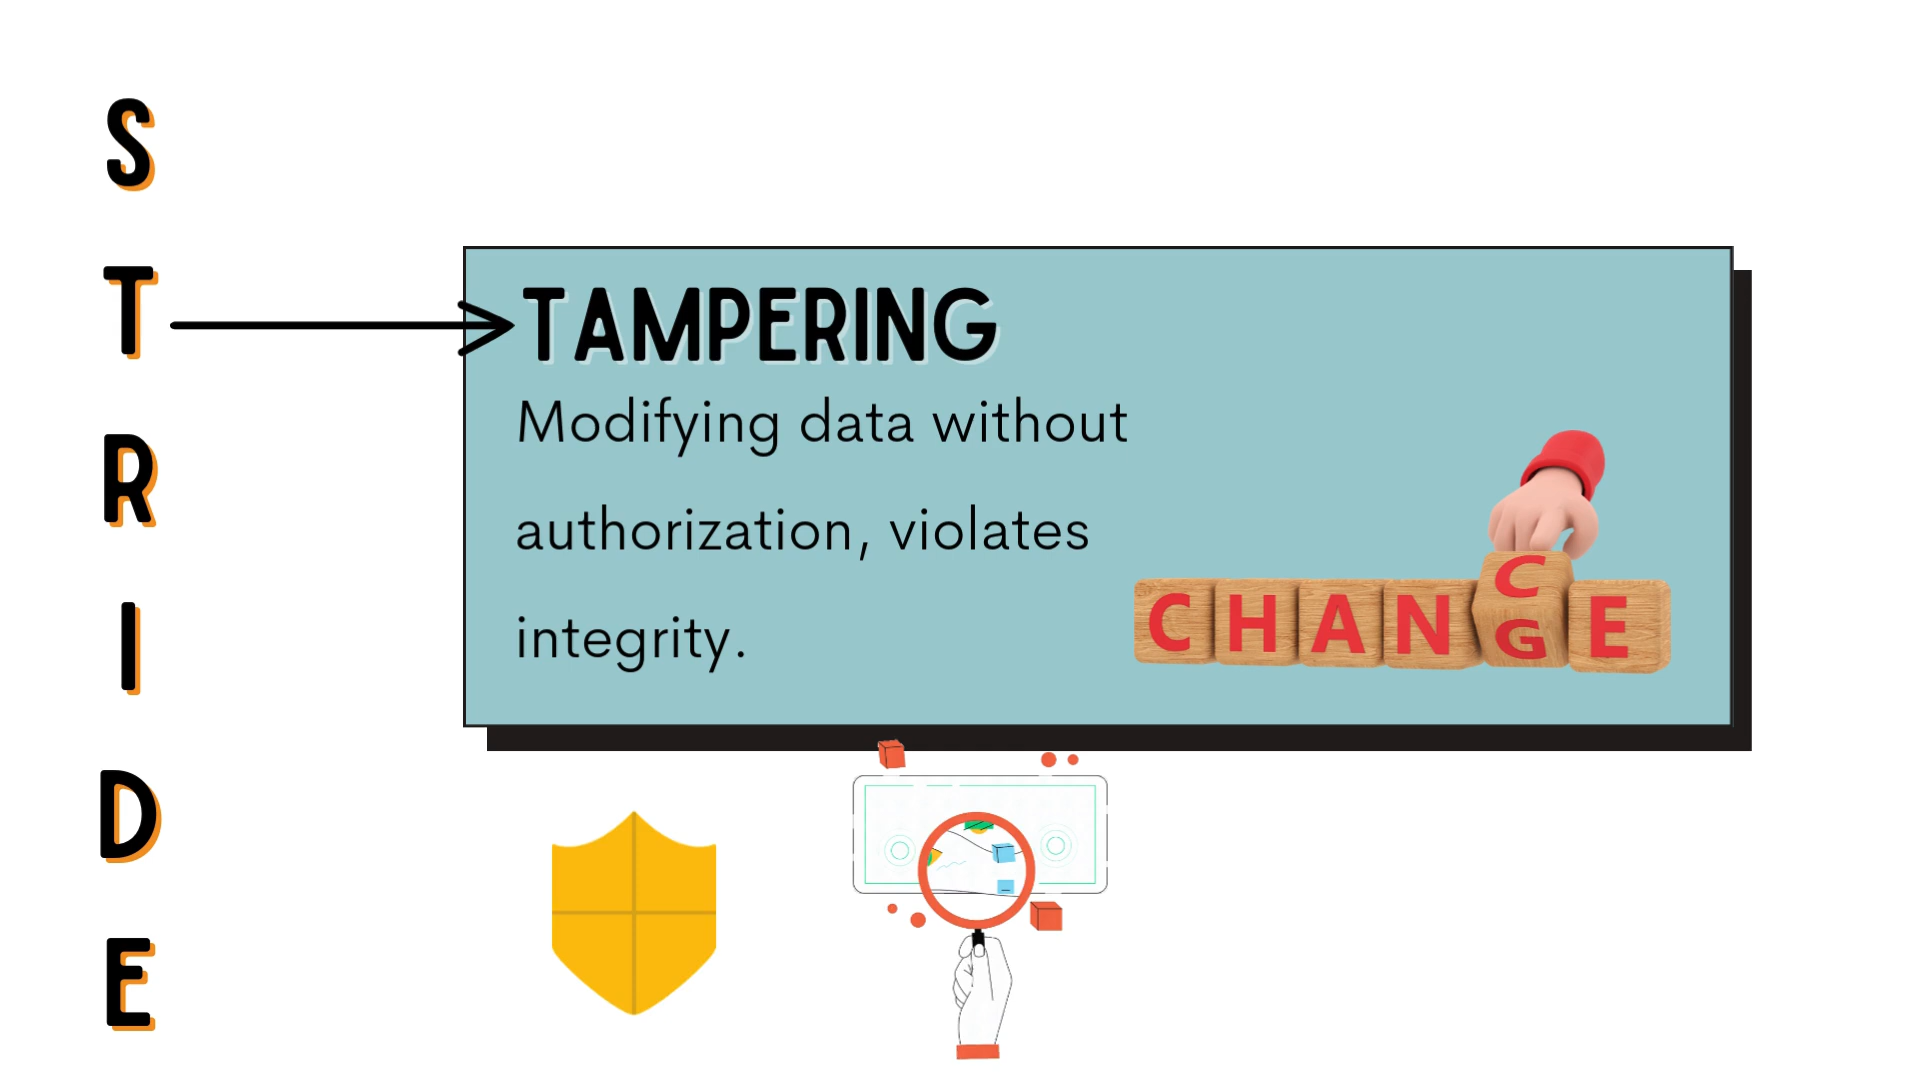 S
T
R
I
D
E
TAMPERING
Modifying data without
authorization, violates
integrity.
C
CHANGE